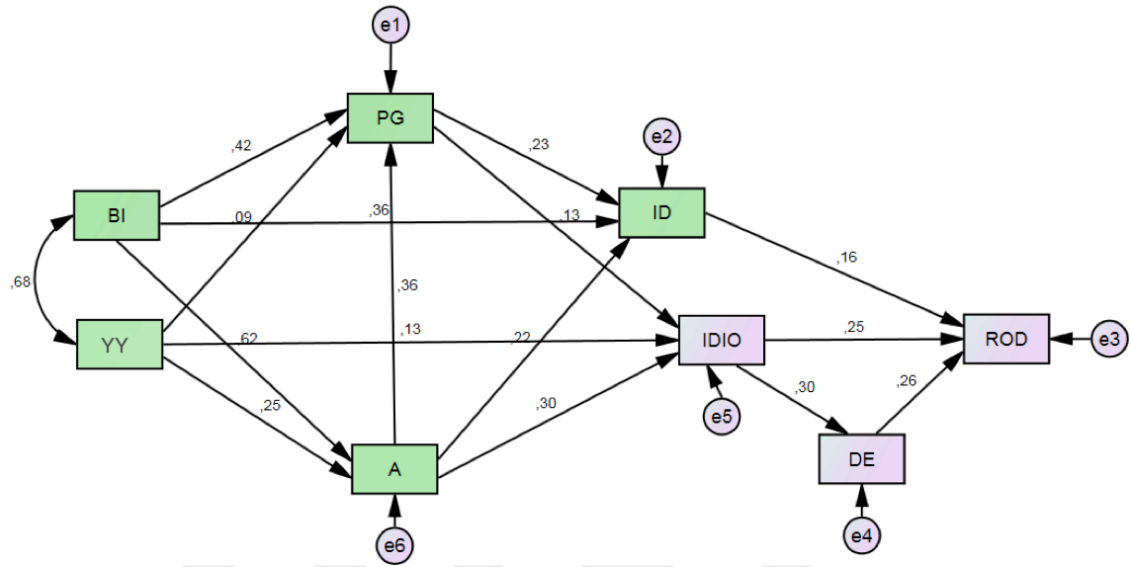 e1
PG
,42
,23
e2
BI
,09
,36
,13
ID
,68
,36
,16
YY
,62
,13
,22
IDIO
,25
ROD
e3
,25
,30
e5
,30
,26
A
DE
e6
e4